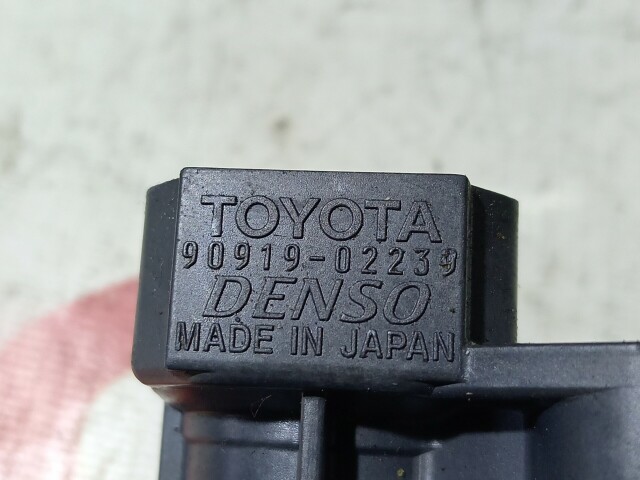 TOYOTA
90919-02239
DENSO
MADE IN JAPAN